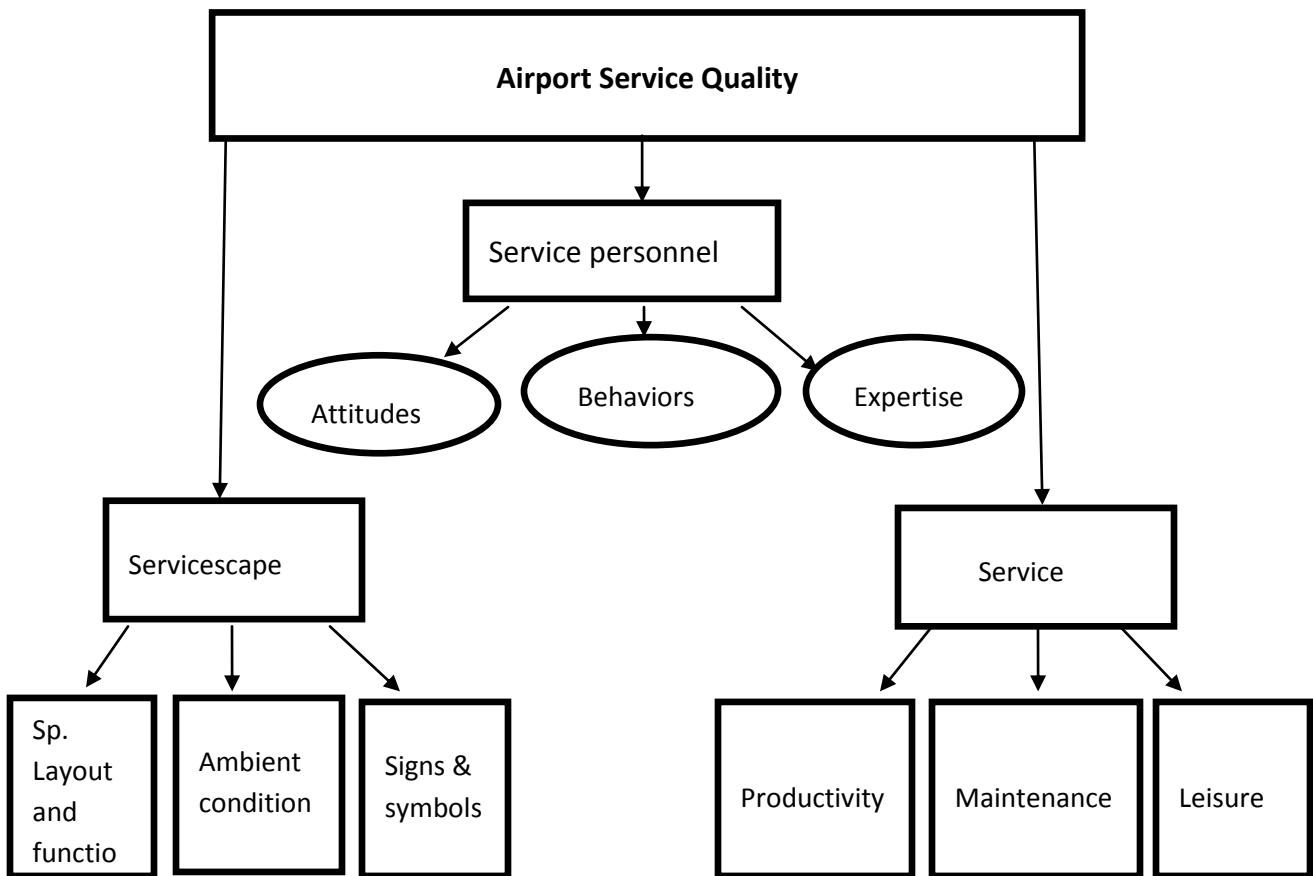 Airport Service Quality
Service personnel
Attitudes
Behaviors
Expertise
Servicescape
Service
Sp.
Layout
and
functio
Ambient
condition
Signs &
symbols
Productivity
Maintenance
Leisure